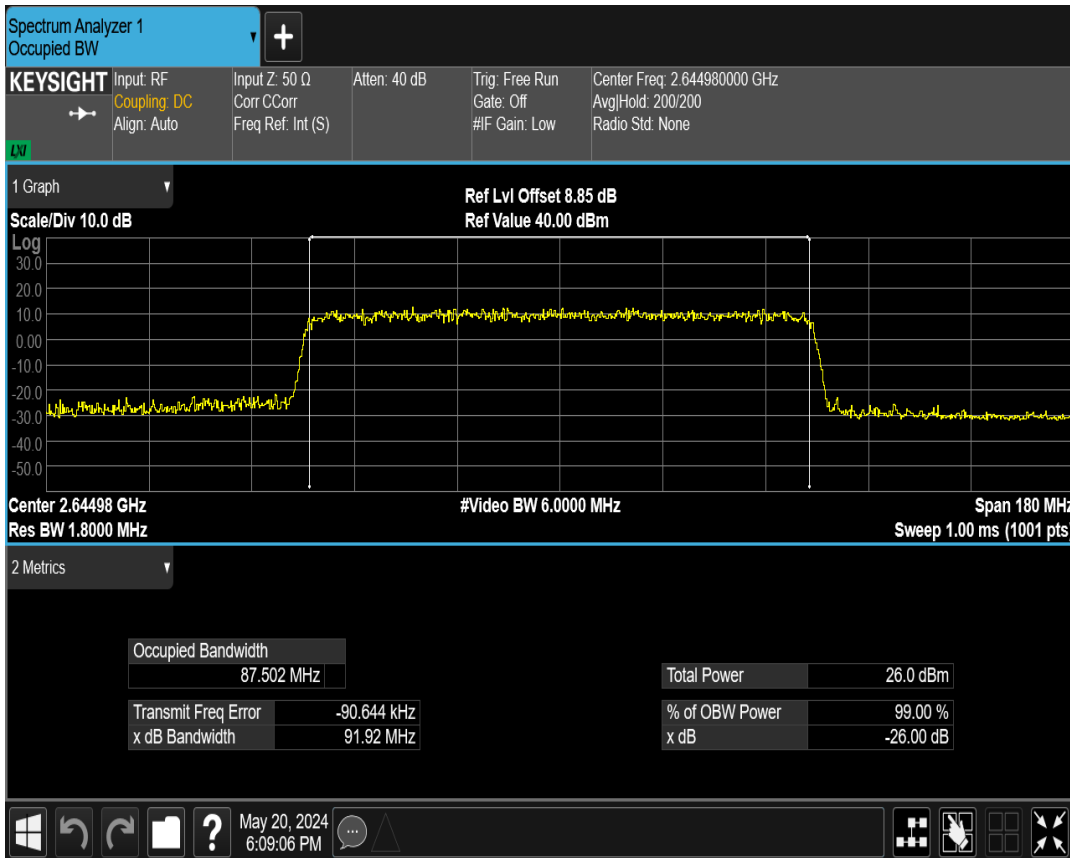 Spectrum Analyzer 1
Occupied BW
+
KEYSIGHT
LXI
Input: RF
Coupling: DC
Align: Auto
Input Z: 50 Ω
Corr CCorr
Freq Ref: Int (S)
Atten: 40 dB
Trig: Free Run
Gate: Off
#IF Gain: Low
Center Freq: 2.644980000 GHz
Avg|Hold: 200/200
Radio Std: None
1 Graph
Scale/Div 10.0 dB
Ref Lvl Offset 8.85 dB
Ref Value 40.00 dBm
Log
30.0
20.0
10.0
0.00
-10.0
-20.0
-30.0
-40.0
-50.0
Center 2.64498 GHz
#Video BW 6.0000 MHz
Span 180 MHz
Res BW 1.8000 MHz
Sweep 1.00 ms (1001 pts)
2 Metrics
Occupied Bandwidth
87.502 MHz
Total Power 26.0 dBm
Transmit Freq Error -90.644 kHz
% of OBW Power 99.00 %
x dB Bandwidth 91.92 MHz
x dB -26.00 dB
?
May 20, 2024
6:09:06 PM